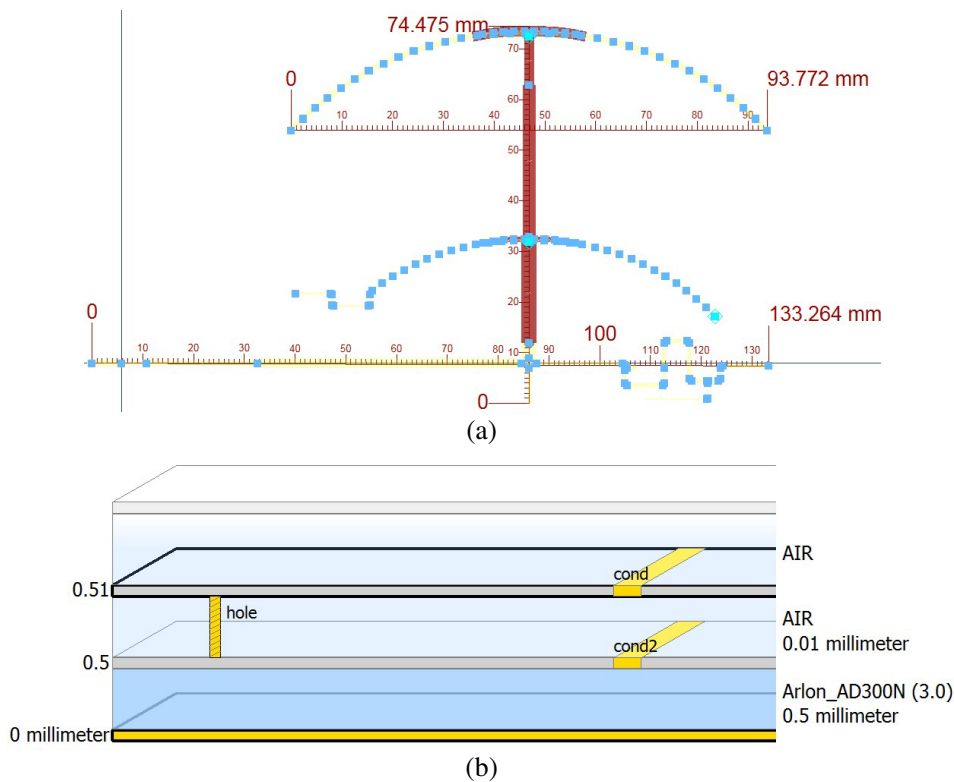 74.475 mm
70
60
50
40
30
20
10
0
0
93.772 mm
10 20 30 40 50 60 70 80 90
0
133.264 mm
100
10 20 30 40 50 60 70 80 90 110 120 130
(a)
AIR
cond
0.51
hole
AIR
0.01 millimeter
cond2
0.5
Arlon_AD300N (3.0)
0.5 millimeter
0 millimeter
(b)